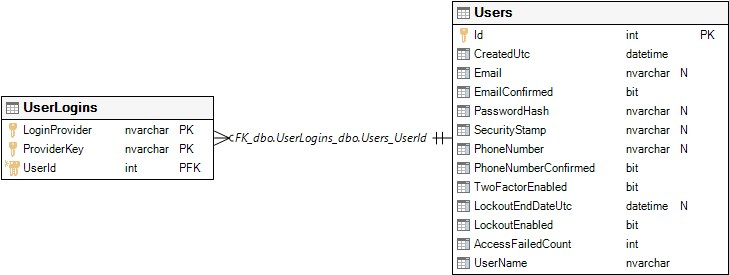 UserLogins
LoginProvider nvarchar PK
ProviderKey nvarchar PK
UserId int PFK
FK_dbo.UserLogins_dbo.Users_UserId
Users
Id int PK
CreatedUtc datetime
Email nvarchar N
EmailConfirmed bit
PasswordHash nvarchar N
SecurityStamp nvarchar N
PhoneNumber nvarchar N
PhoneNumberConfirmed bit
TwoFactorEnabled bit
LockoutEndDateUtc datetime N
LockoutEnabled bit
AccessFailedCount int
UserName nvarchar